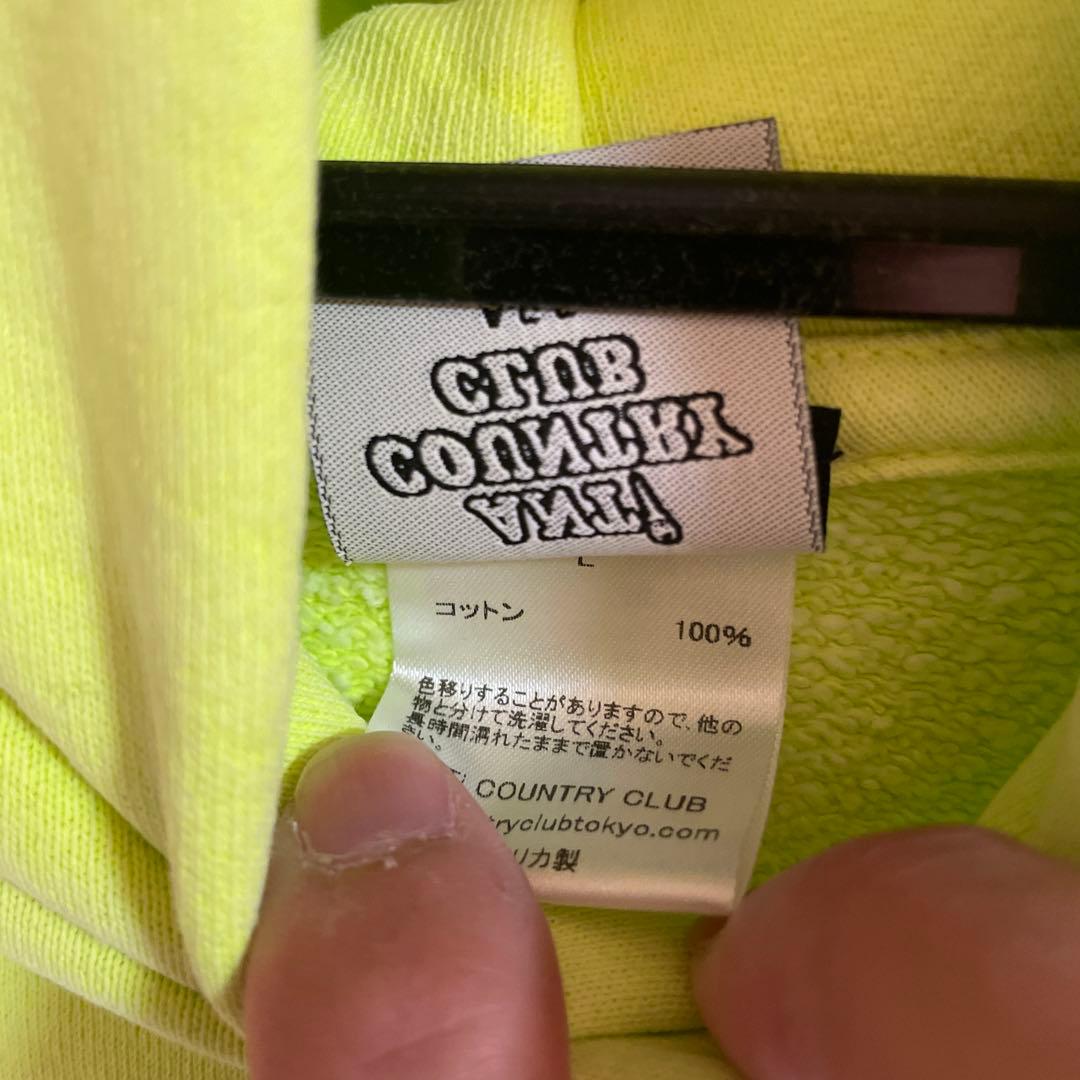 ANTi
COUNTRY
CLUB
L
コットン
100%
色移りすることがありますので、他の
物と分けて洗濯してください。
長時間濡れたままで置かないでくだ
さい。
COUNTRY CLUB
tryclubtokyo.com
リカ製